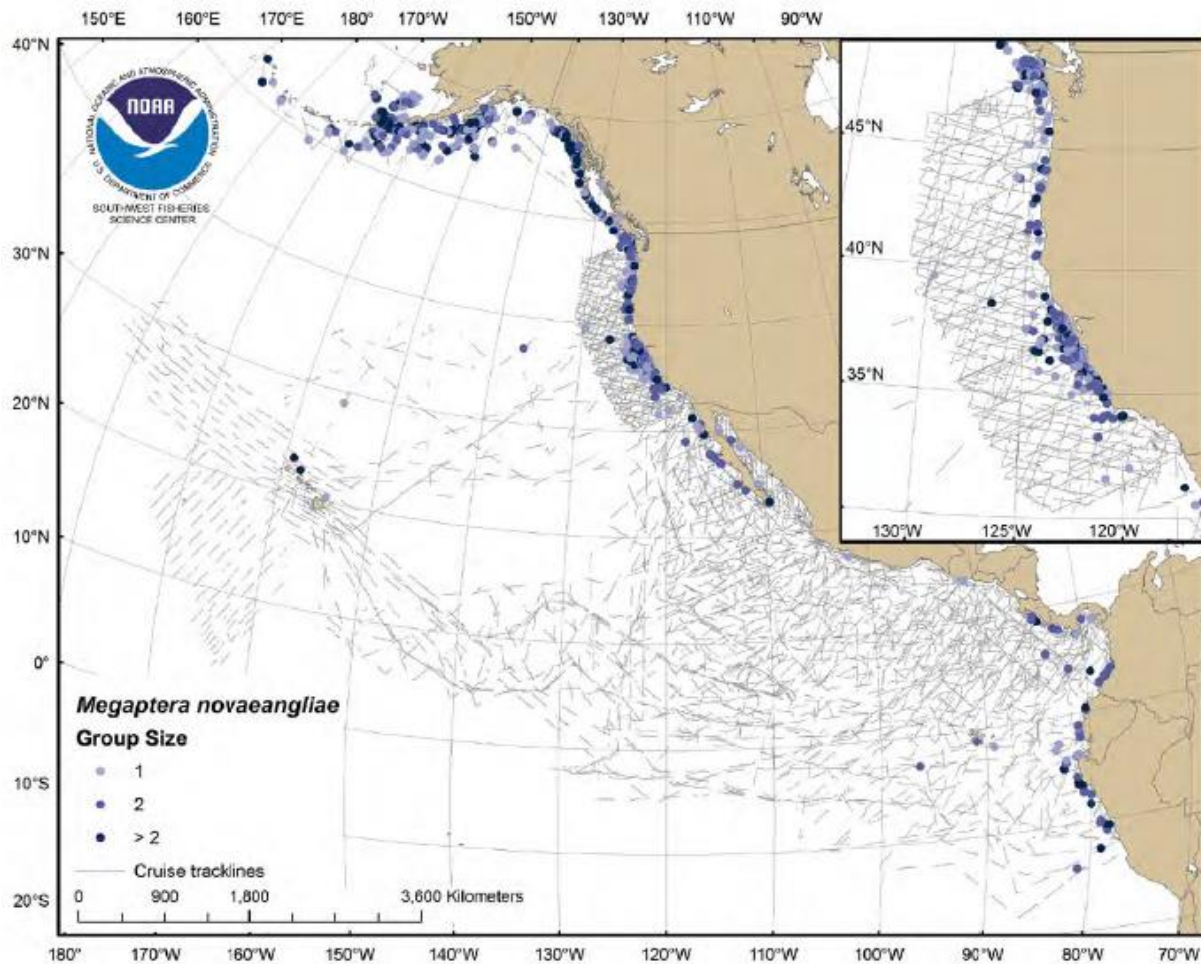 150°E 160°E 170°E 180° 170°W 150°W 130°W 110°W 90°W
40°N
30°N
20°N
10°N
0°
10°S
20°S
NATIONAL OCEANIC AND ATMOSPHERIC ADMINISTRATION
NOAA
U.S. DEPARTMENT OF COMMERCE
SOUTHWEST FISHERIES
SCIENCE CENTER
45°N
40°N
35°N
130°W 125°W 120°W
Megaptera novaeangliae
Group Size
1
2
> 2
Cruise tracklines
0 900 1,800 3,600 Kilometers
180° 170°W 160°W 150°W 140°W 130°W 120°W 110°W 100°W 90°W 80°W 70°W